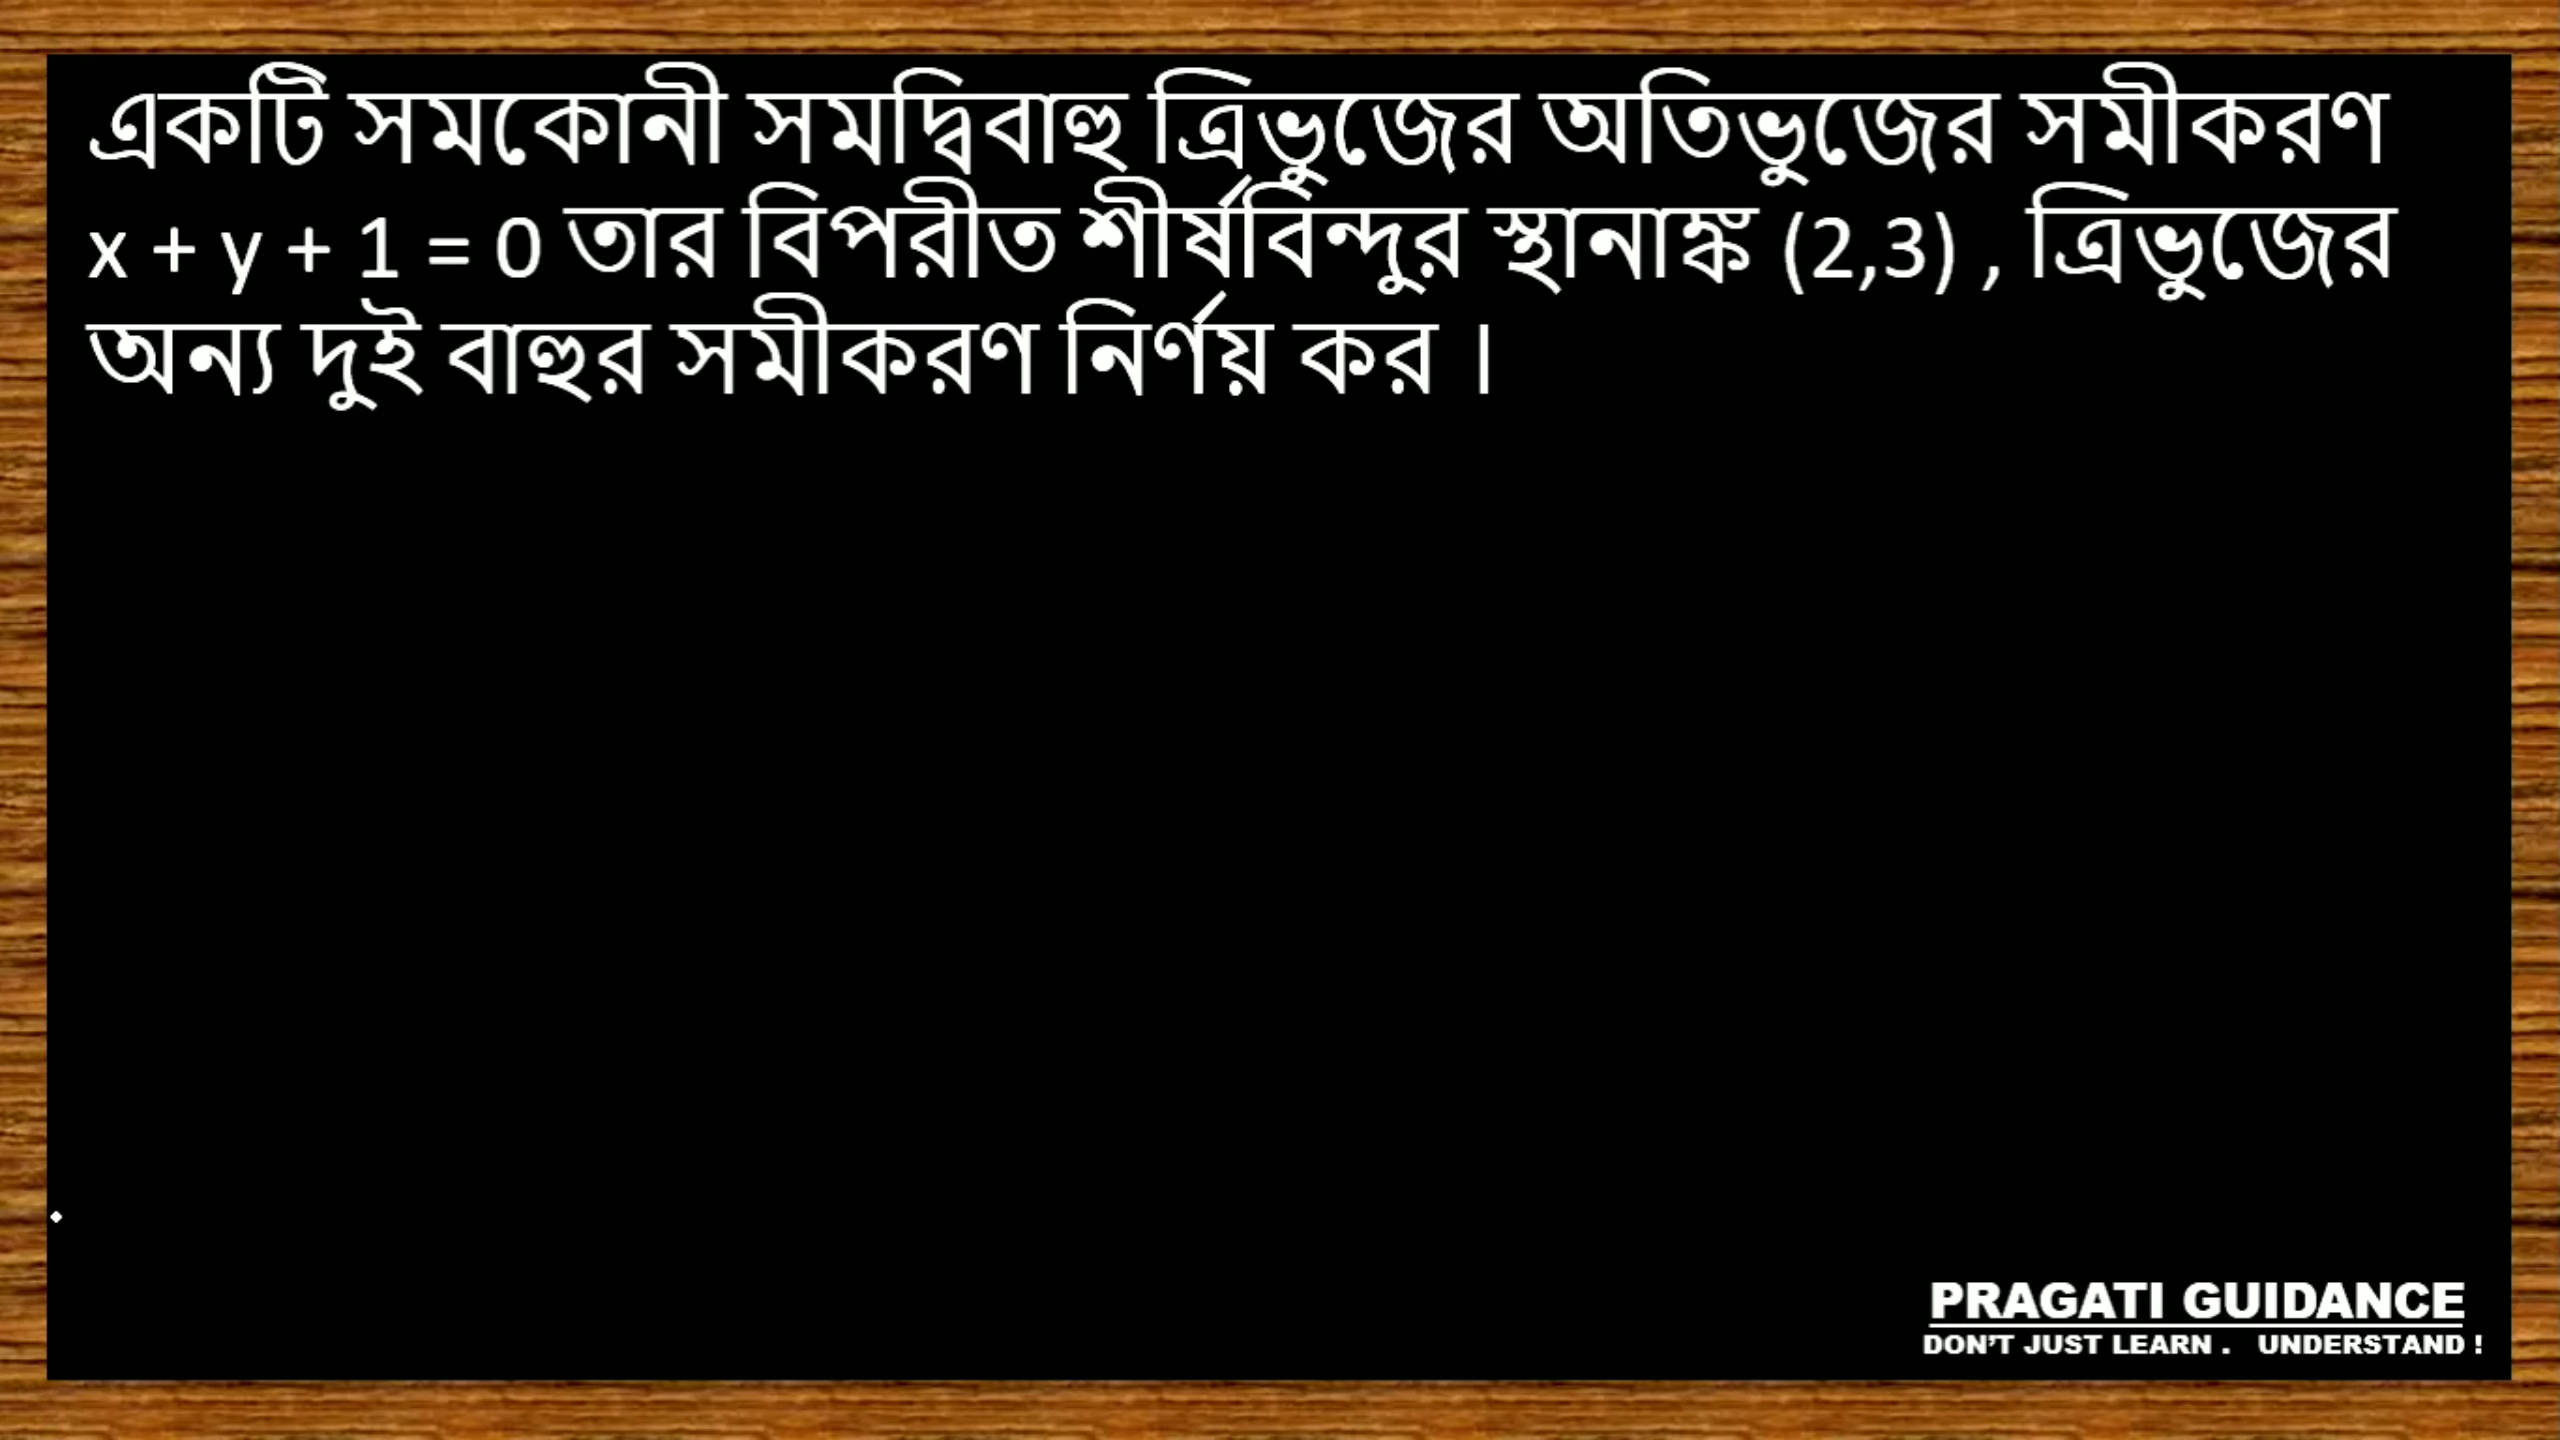 একটি সমকোনী সমদ্বিবাহু ত্রিভুজের অতিভুজের সমীকরণ
x + y + 1 = 0 তার বিপরীত শীর্ষবিন্দুর স্থানাঙ্ক (2,3) , ত্রিভুজের
অন্য দুই বাহুর সমীকরণ নির্ণয় কর ।
PRAGATI GUIDANCE
DON'T JUST LEARN . UNDERSTAND !